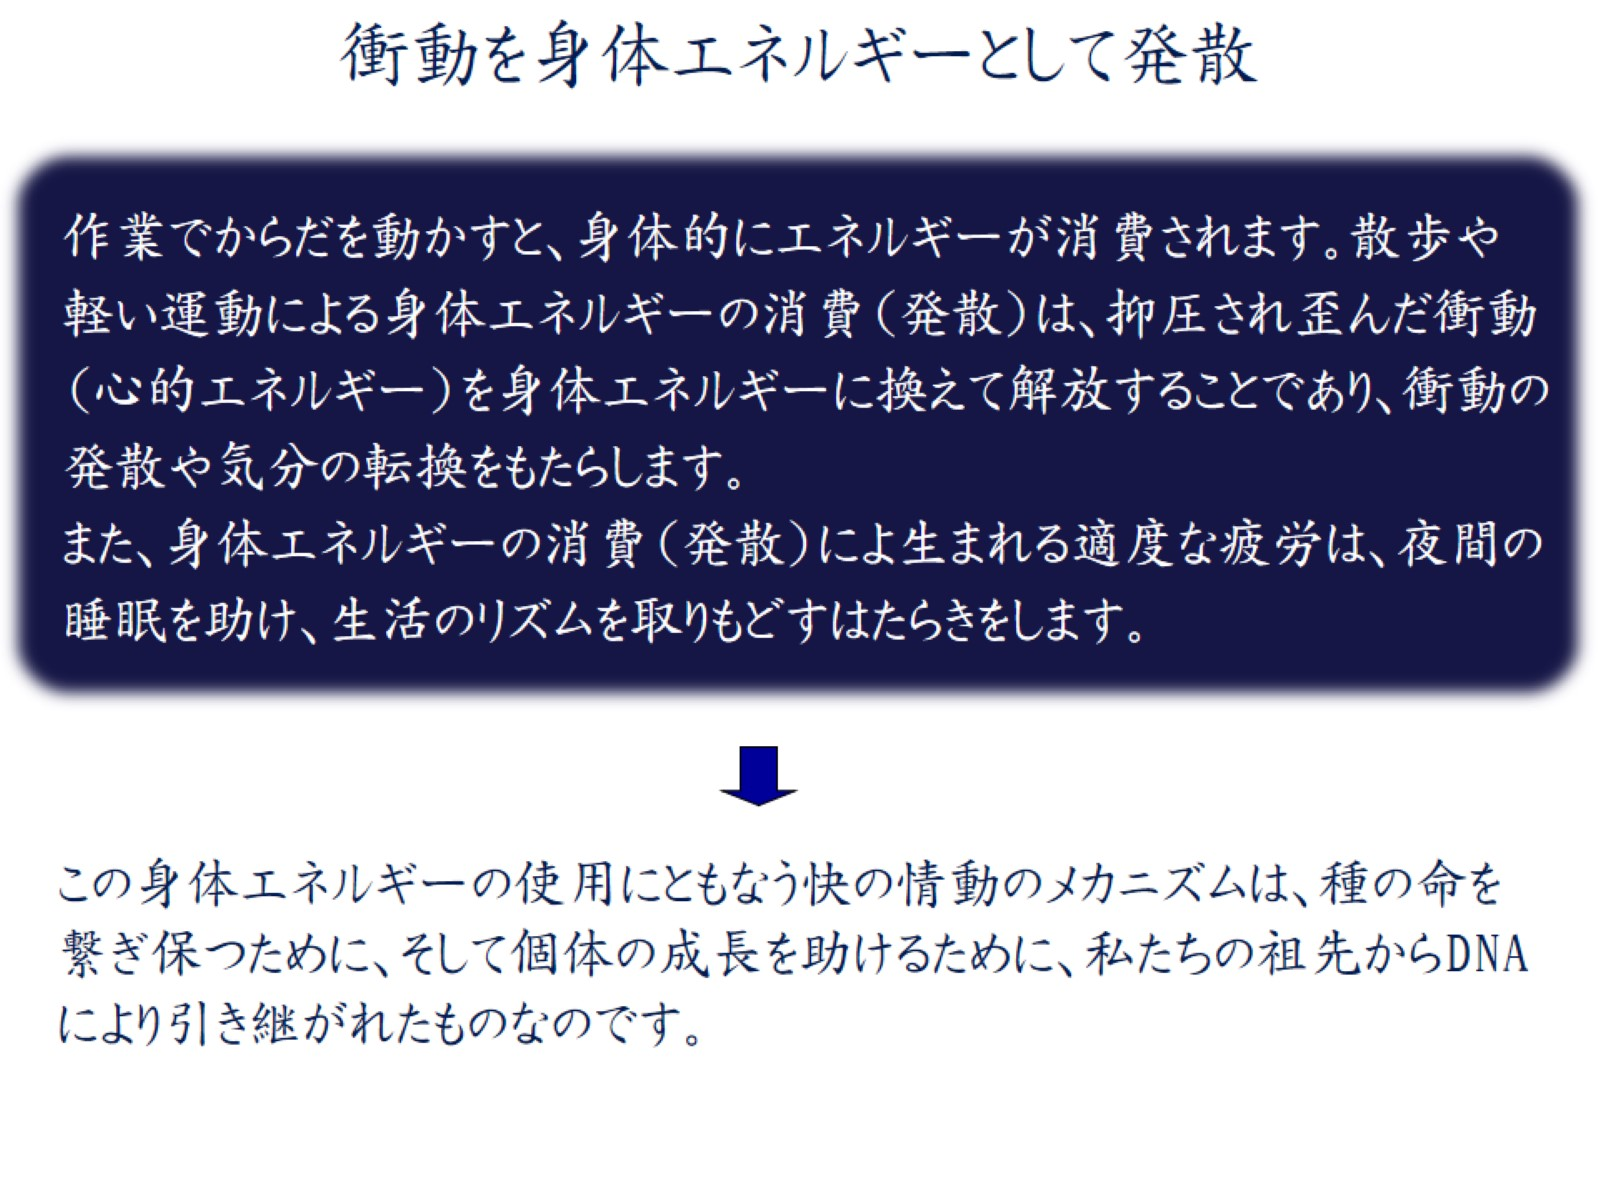 衝動を身体エネルギーとして発散
作業でからだを動かすと、身体的にエネルギーが消費されます。散歩や
軽い運動による身体エネルギーの消費（発散）は、抑圧され歪んだ衝動
（心的エネルギー）を身体エネルギーに換えて解放することであり、衝動の
発散や気分の転換をもたらします。
また、身体エネルギーの消費（発散）によ生まれる適度な疲労は、夜間の
睡眠を助け、生活のリズムを取りもどすはたらきをします。
この身体エネルギーの使用にともなう快の情動のメカニズムは、種の命を
繋ぎ保つために、そして個体の成長を助けるために、私たちの祖先からDNA
により引き継がれたものなのです。